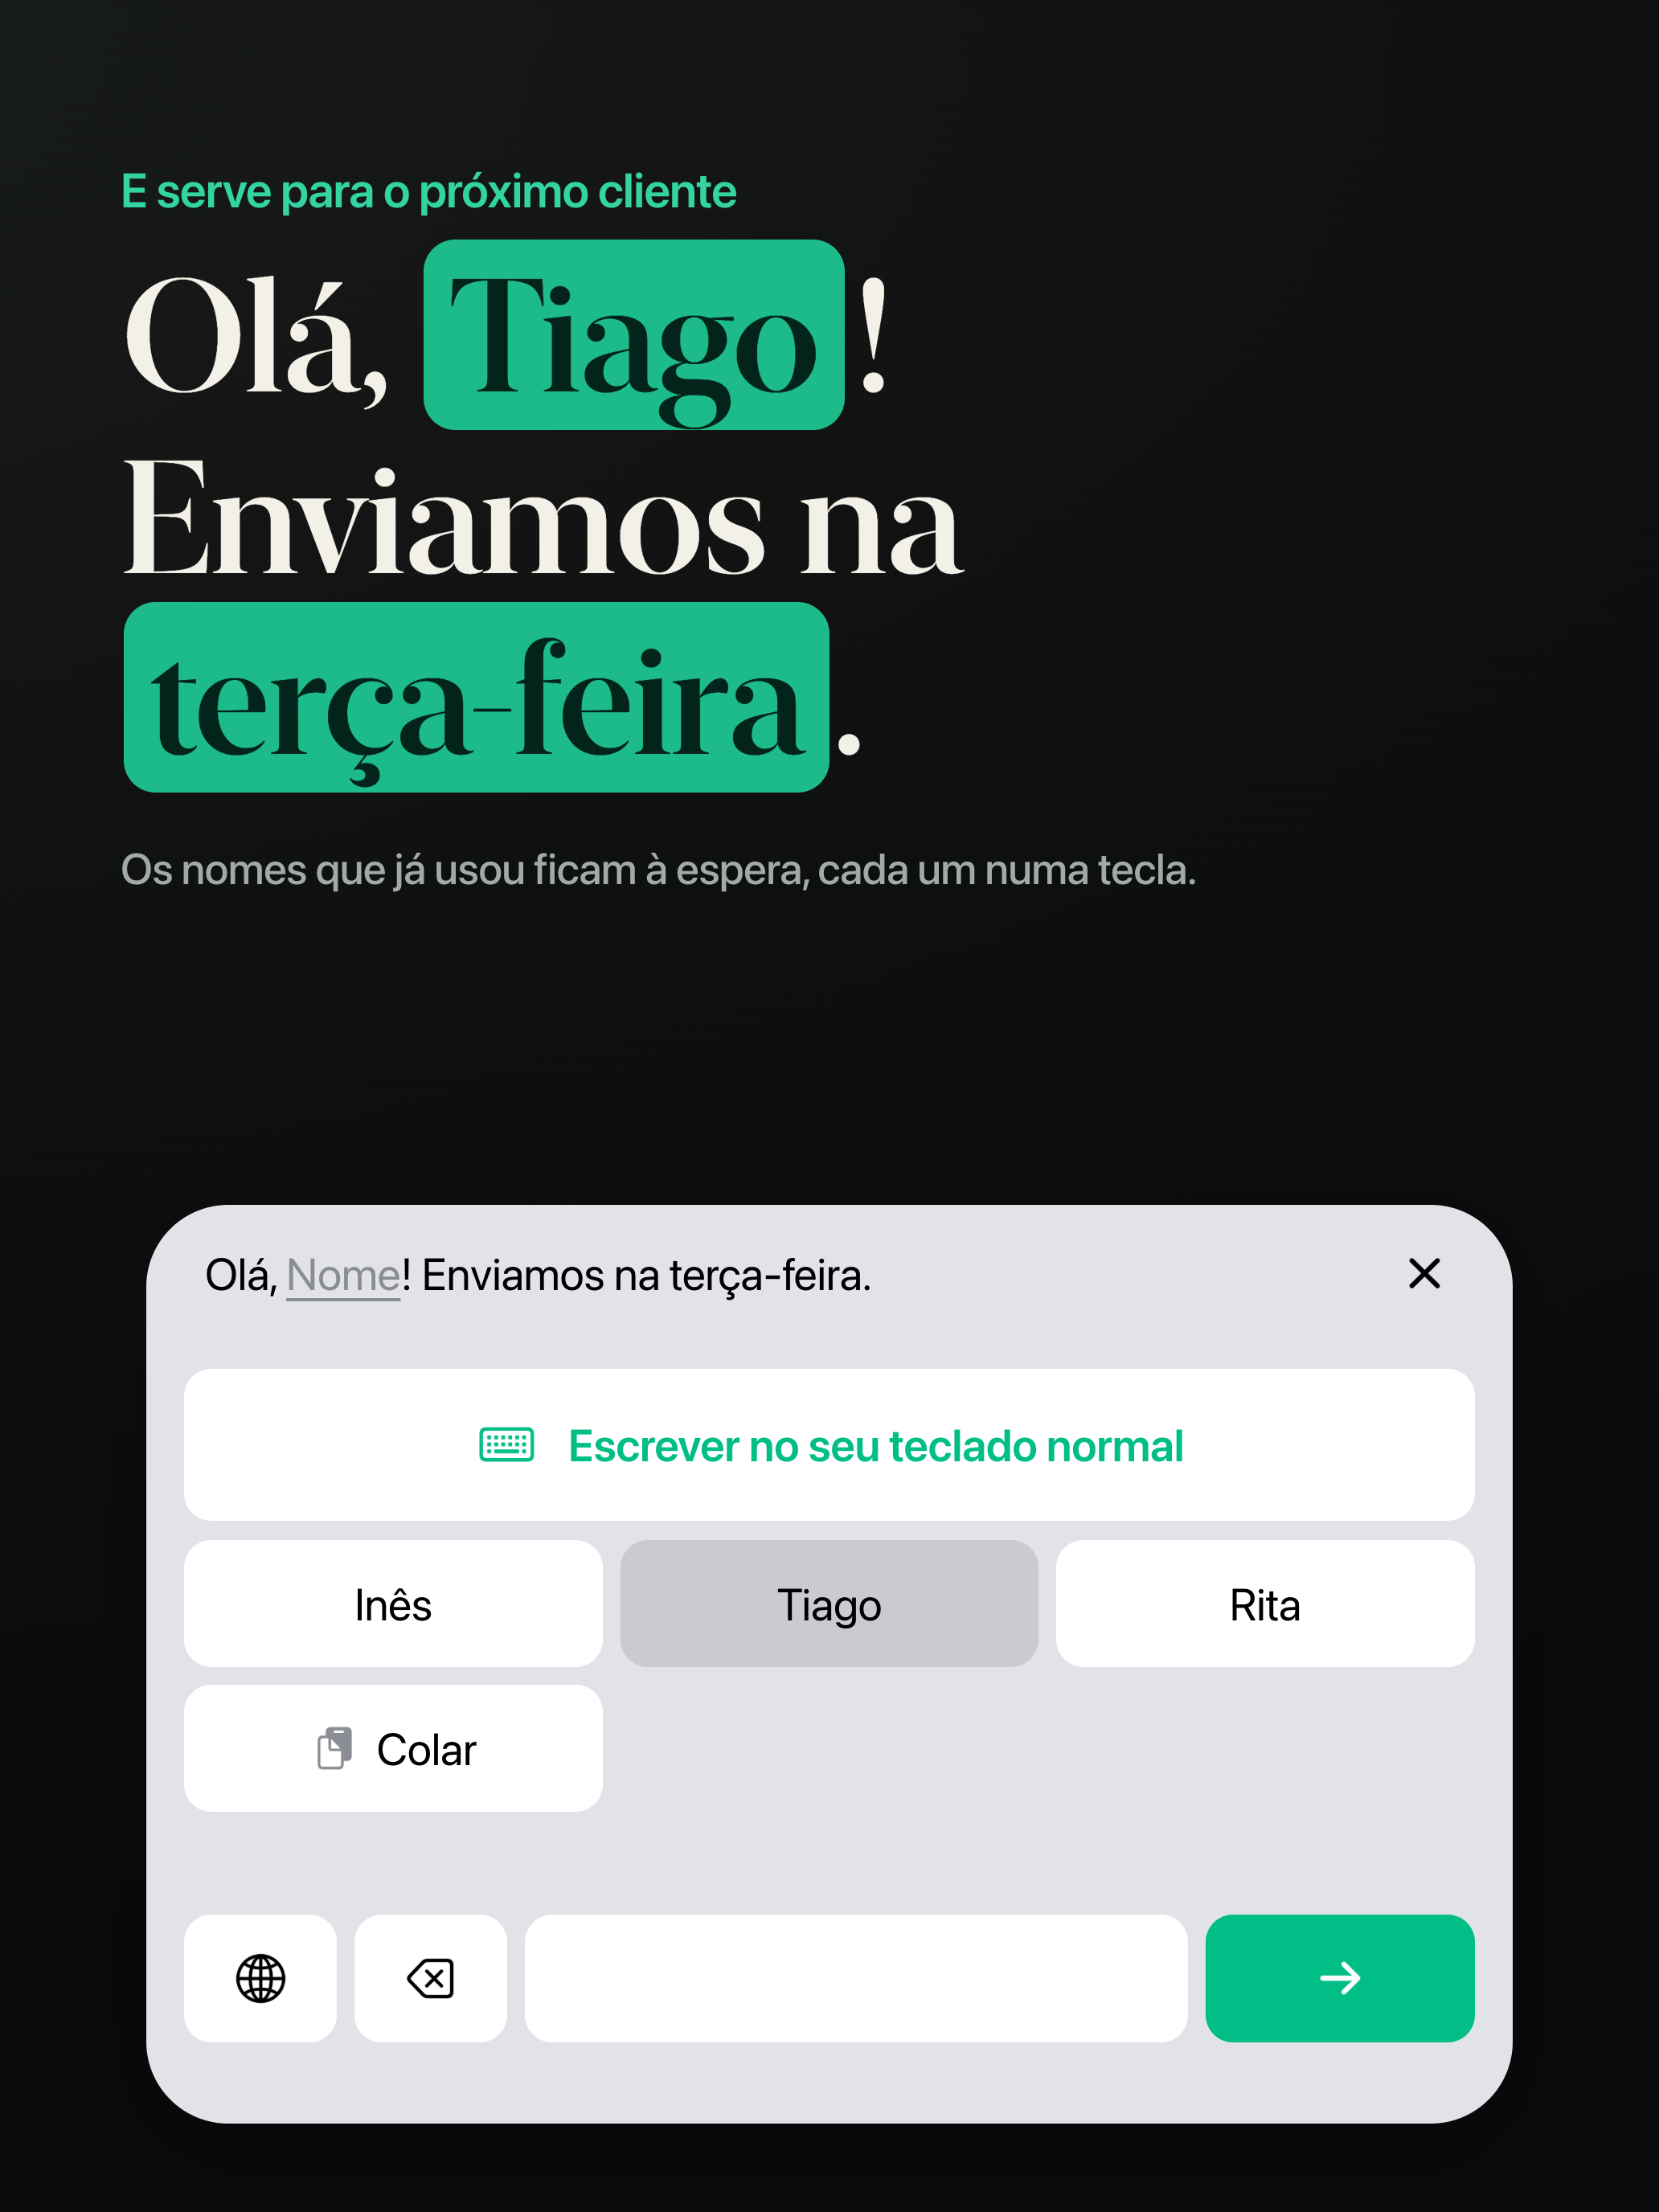 E serve para o próximo cliente
Olá, Tiago!
Enviamos na
terça-feira.
Os nomes que já usou ficam à espera, cada um numa tecla.
Olá, Nome! Enviamos na terça-feira.
Escrever no seu teclado normal
Inês
Tiago
Rita
Colar